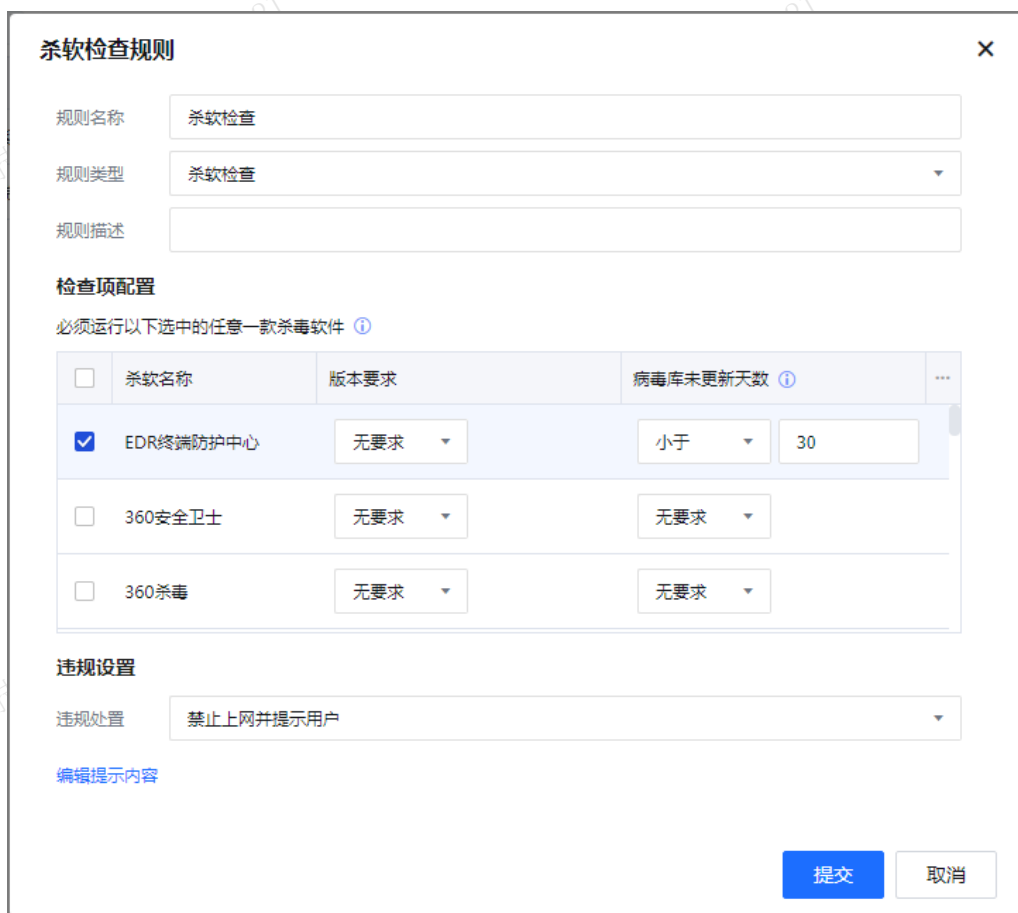 杀软检查规则
规则名称 杀软检查
规则类型 杀软检查
规则描述
检查项配置
必须运行以下选中的任意一款杀毒软件
杀软名称 版本要求 病毒库未更新天数 ...
EDR终端防护中心 无要求 小于 30
360安全卫士 无要求 无要求
360杀毒 无要求 无要求
违规设置
违规处置 禁止上网并提示用户
编辑提示内容
提交 取消